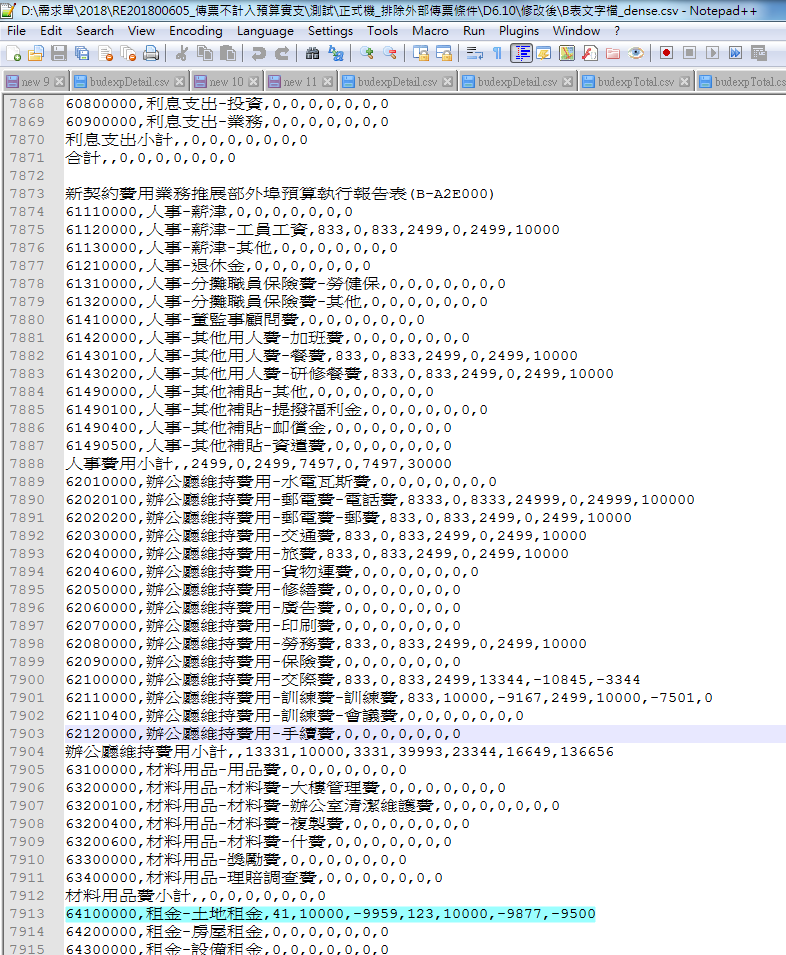 D:\需求單\2018\RE201800605_傳票不計入預算實支\測試\正式機_排除外部傳票條件\D6.10\修改後\B表文字檔_dense.csv - Notepad++
File Edit Search View Encoding Language Settings Tools Macro Run Plugins Window ?
new 9 budexpDetail.csv new 10 new 11 budexpDetail.csv budexpDetail.csv budexpTotal.csv budexpTotal.cs
7868 60800000,利息支出-投資,0,0,0,0,0,0,0
7869 60900000,利息支出-業務,0,0,0,0,0,0,0
7870 利息支出小計,,0,0,0,0,0,0,0
7871 合計,,0,0,0,0,0,0,0
7872
7873 新契約費用業務推展部外埠預算執行報告表(B-A2E000)
7874 61110000,人事-薪津,0,0,0,0,0,0,0
7875 61120000,人事-薪津-工員工資,833,0,833,2499,0,2499,10000
7876 61130000,人事-薪津-其他,0,0,0,0,0,0,0
7877 61210000,人事-退休金,0,0,0,0,0,0,0
7878 61310000,人事-分攤職員保險費-勞健保,0,0,0,0,0,0,0
7879 61320000,人事-分攤職員保險費-其他,0,0,0,0,0,0,0
7880 61410000,人事-董監事顧問費,0,0,0,0,0,0,0
7881 61420000,人事-其他用人費-加班費,0,0,0,0,0,0,0
7882 61430100,人事-其他用人費-餐費,833,0,833,2499,0,2499,10000
7883 61430200,人事-其他用人費-研修餐費,833,0,833,2499,0,2499,10000
7884 61490000,人事-其他補貼-其他,0,0,0,0,0,0,0
7885 61490100,人事-其他補貼-提撥福利金,0,0,0,0,0,0,0
7886 61490400,人事-其他補貼-卹償金,0,0,0,0,0,0,0
7887 61490500,人事-其他補貼-資遣費,0,0,0,0,0,0,0
7888 人事費用小計,,2499,0,2499,7497,0,7497,30000
7889 62010000,辦公廳維持費用-水電瓦斯費,0,0,0,0,0,0,0
7890 62020100,辦公廳維持費用-郵電費-電話費,8333,0,8333,24999,0,24999,100000
7891 62020200,辦公廳維持費用-郵電費-郵費,833,0,833,2499,0,2499,10000
7892 62030000,辦公廳維持費用-交通費,833,0,833,2499,0,2499,10000
7893 62040000,辦公廳維持費用-旅費,833,0,833,2499,0,2499,10000
7894 62040600,辦公廳維持費用-貨物運費,0,0,0,0,0,0,0
7895 62050000,辦公廳維持費用-修繕費,0,0,0,0,0,0,0
7896 62060000,辦公廳維持費用-廣告費,0,0,0,0,0,0,0
7897 62070000,辦公廳維持費用-印刷費,0,0,0,0,0,0,0
7898 62080000,辦公廳維持費用-勞務費,833,0,833,2499,0,2499,10000
7899 62090000,辦公廳維持費用-保險費,0,0,0,0,0,0,0
7900 62100000,辦公廳維持費用-交際費,833,0,833,2499,13344,-10845,-3344
7901 62110000,辦公廳維持費用-訓練費-訓練費,833,10000,-9167,2499,10000,-7501,0
7902 62110400,辦公廳維持費用-訓練費-會議費,0,0,0,0,0,0,0
7903 62120000,辦公廳維持費用-手續費,0,0,0,0,0,0,0
7904 辦公廳維持費用小計,,13331,10000,3331,39993,23344,16649,136656
7905 63100000,材料用品-用品費,0,0,0,0,0,0,0
7906 63200000,材料用品-材料費-大樓管理費,0,0,0,0,0,0,0
7907 63200100,材料用品-材料費-辦公室清潔維護費,0,0,0,0,0,0,0
7908 63200400,材料用品-材料費-複製費,0,0,0,0,0,0,0
7909 63200600,材料用品-材料費-什費,0,0,0,0,0,0,0
7910 63300000,材料用品-獎勵費,0,0,0,0,0,0,0
7911 63400000,材料用品-理賠調查費,0,0,0,0,0,0,0
7912 材料用品費小計,,0,0,0,0,0,0,0
7913 64100000,租金-土地租金,41,10000,-9959,123,10000,-9877,-9500
7914 64200000,租金-房屋租金,0,0,0,0,0,0,0
7915 64300000,租金-設備租金,0,0,0,0,0,0,0